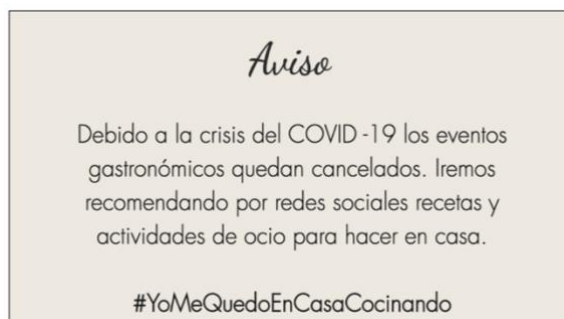 Aviso
Debido a la crisis del COVID -19 los eventos
gastronómicos quedan cancelados. Iremos
recomendando por redes sociales recetas y
actividades de ocio para hacer en casa.
#YoMeQuedoEnCasaCocinando